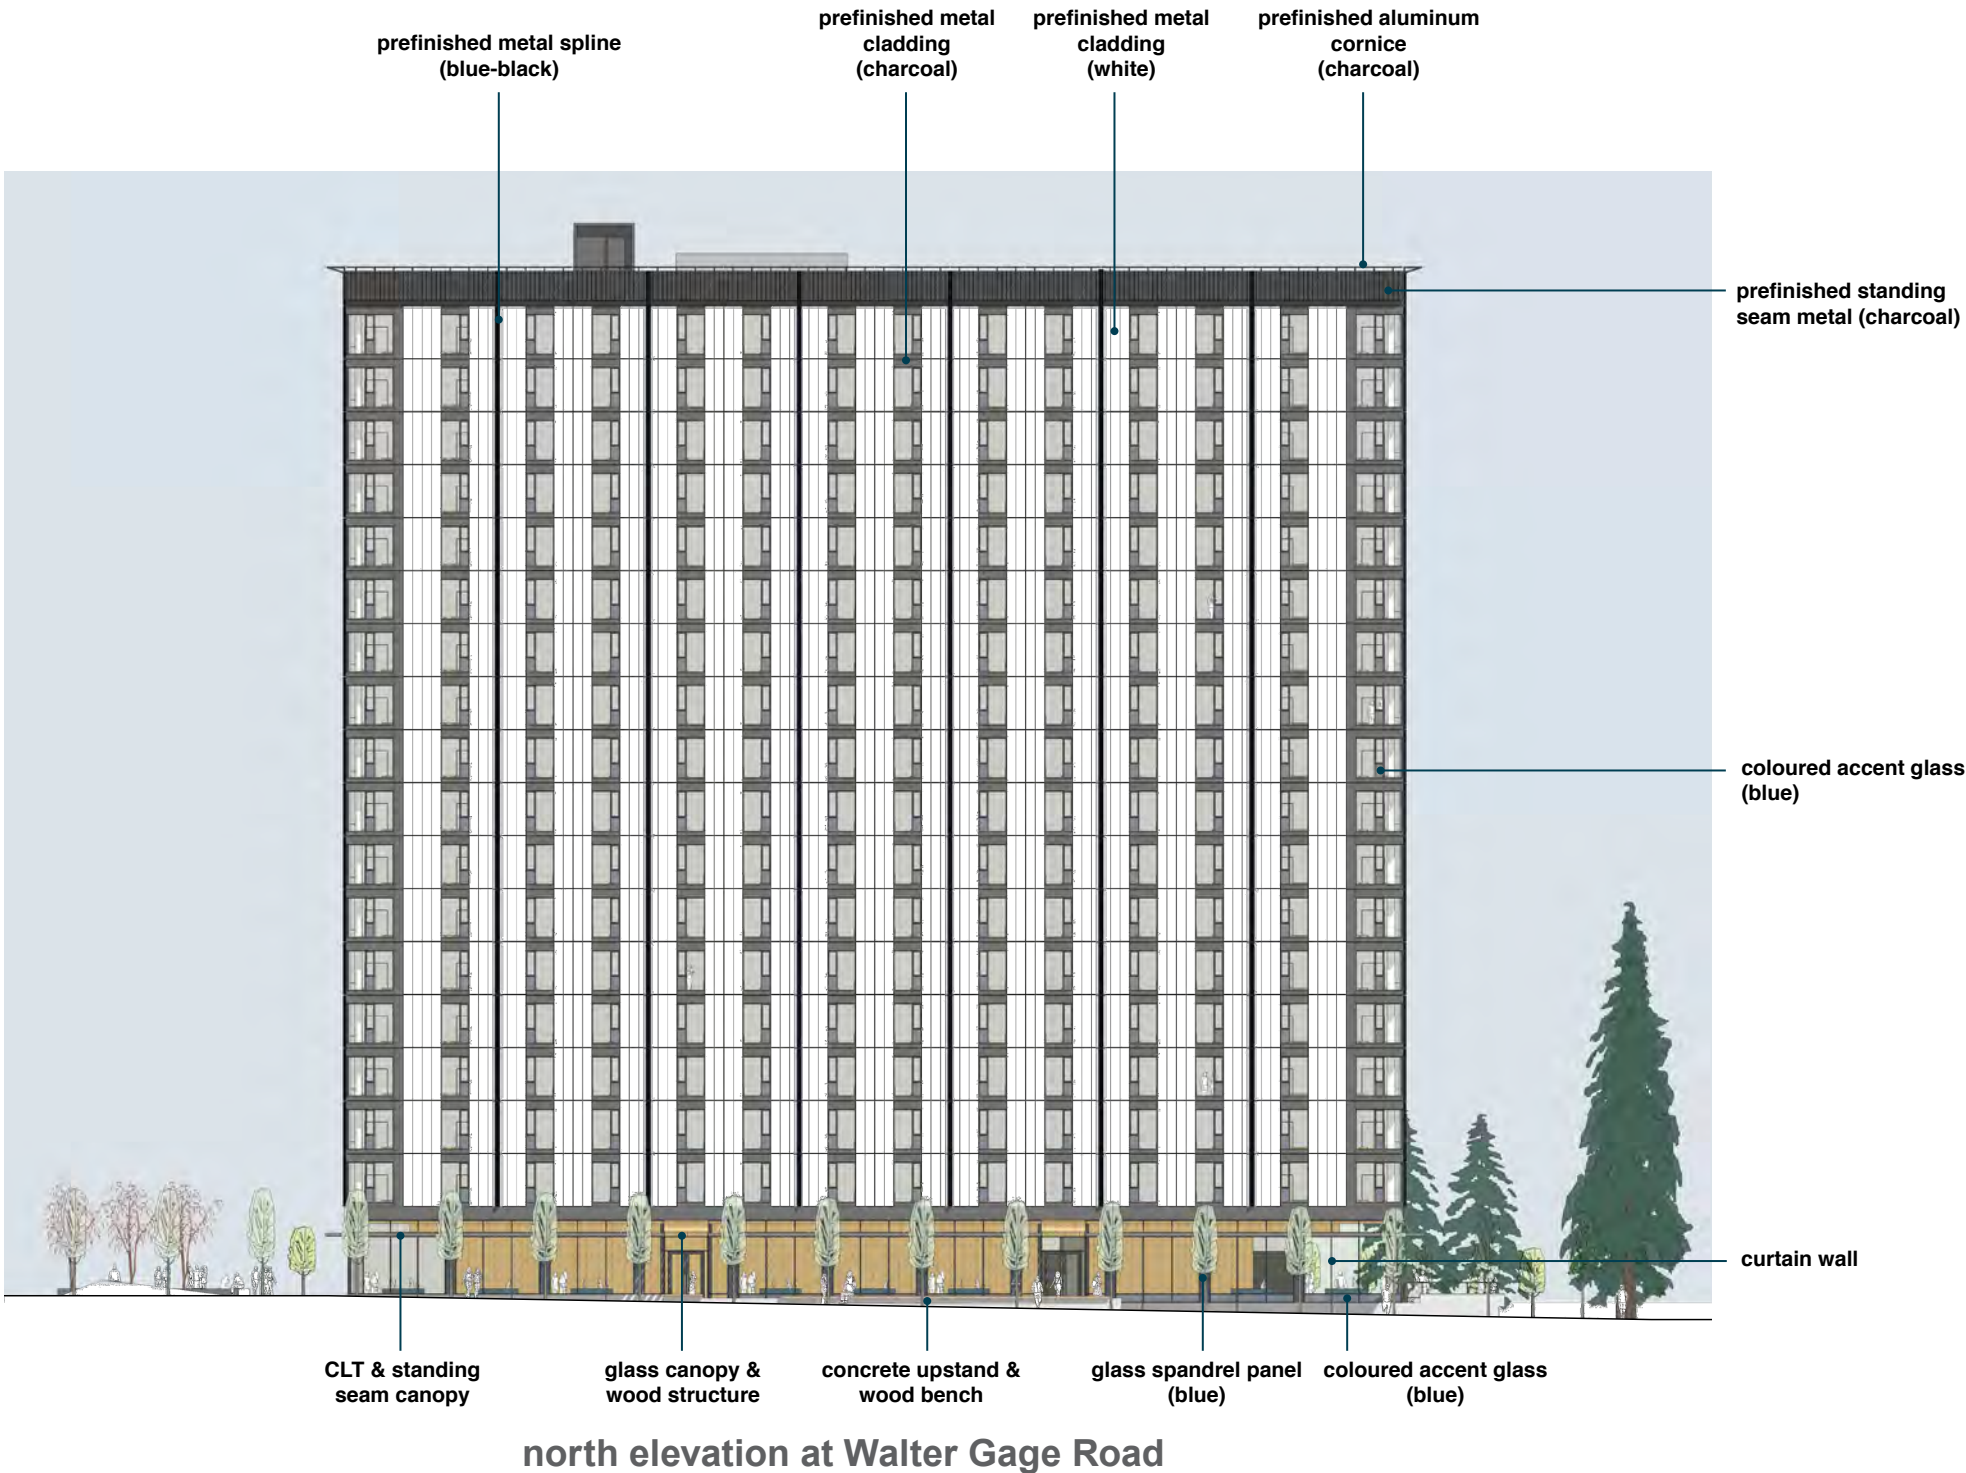 prefinished metal spline
(blue-black)
prefinished metal
cladding
(charcoal)
prefinished metal
cladding
(white)
prefinished aluminum
cornice
(charcoal)
prefinished standing
seam metal (charcoal)
coloured accent glass
(blue)
curtain wall
CLT & standing
seam canopy
glass canopy &
wood structure
concrete upstand &
wood bench
glass spandrel panel
(blue)
coloured accent glass
(blue)
north elevation at Walter Gage Road